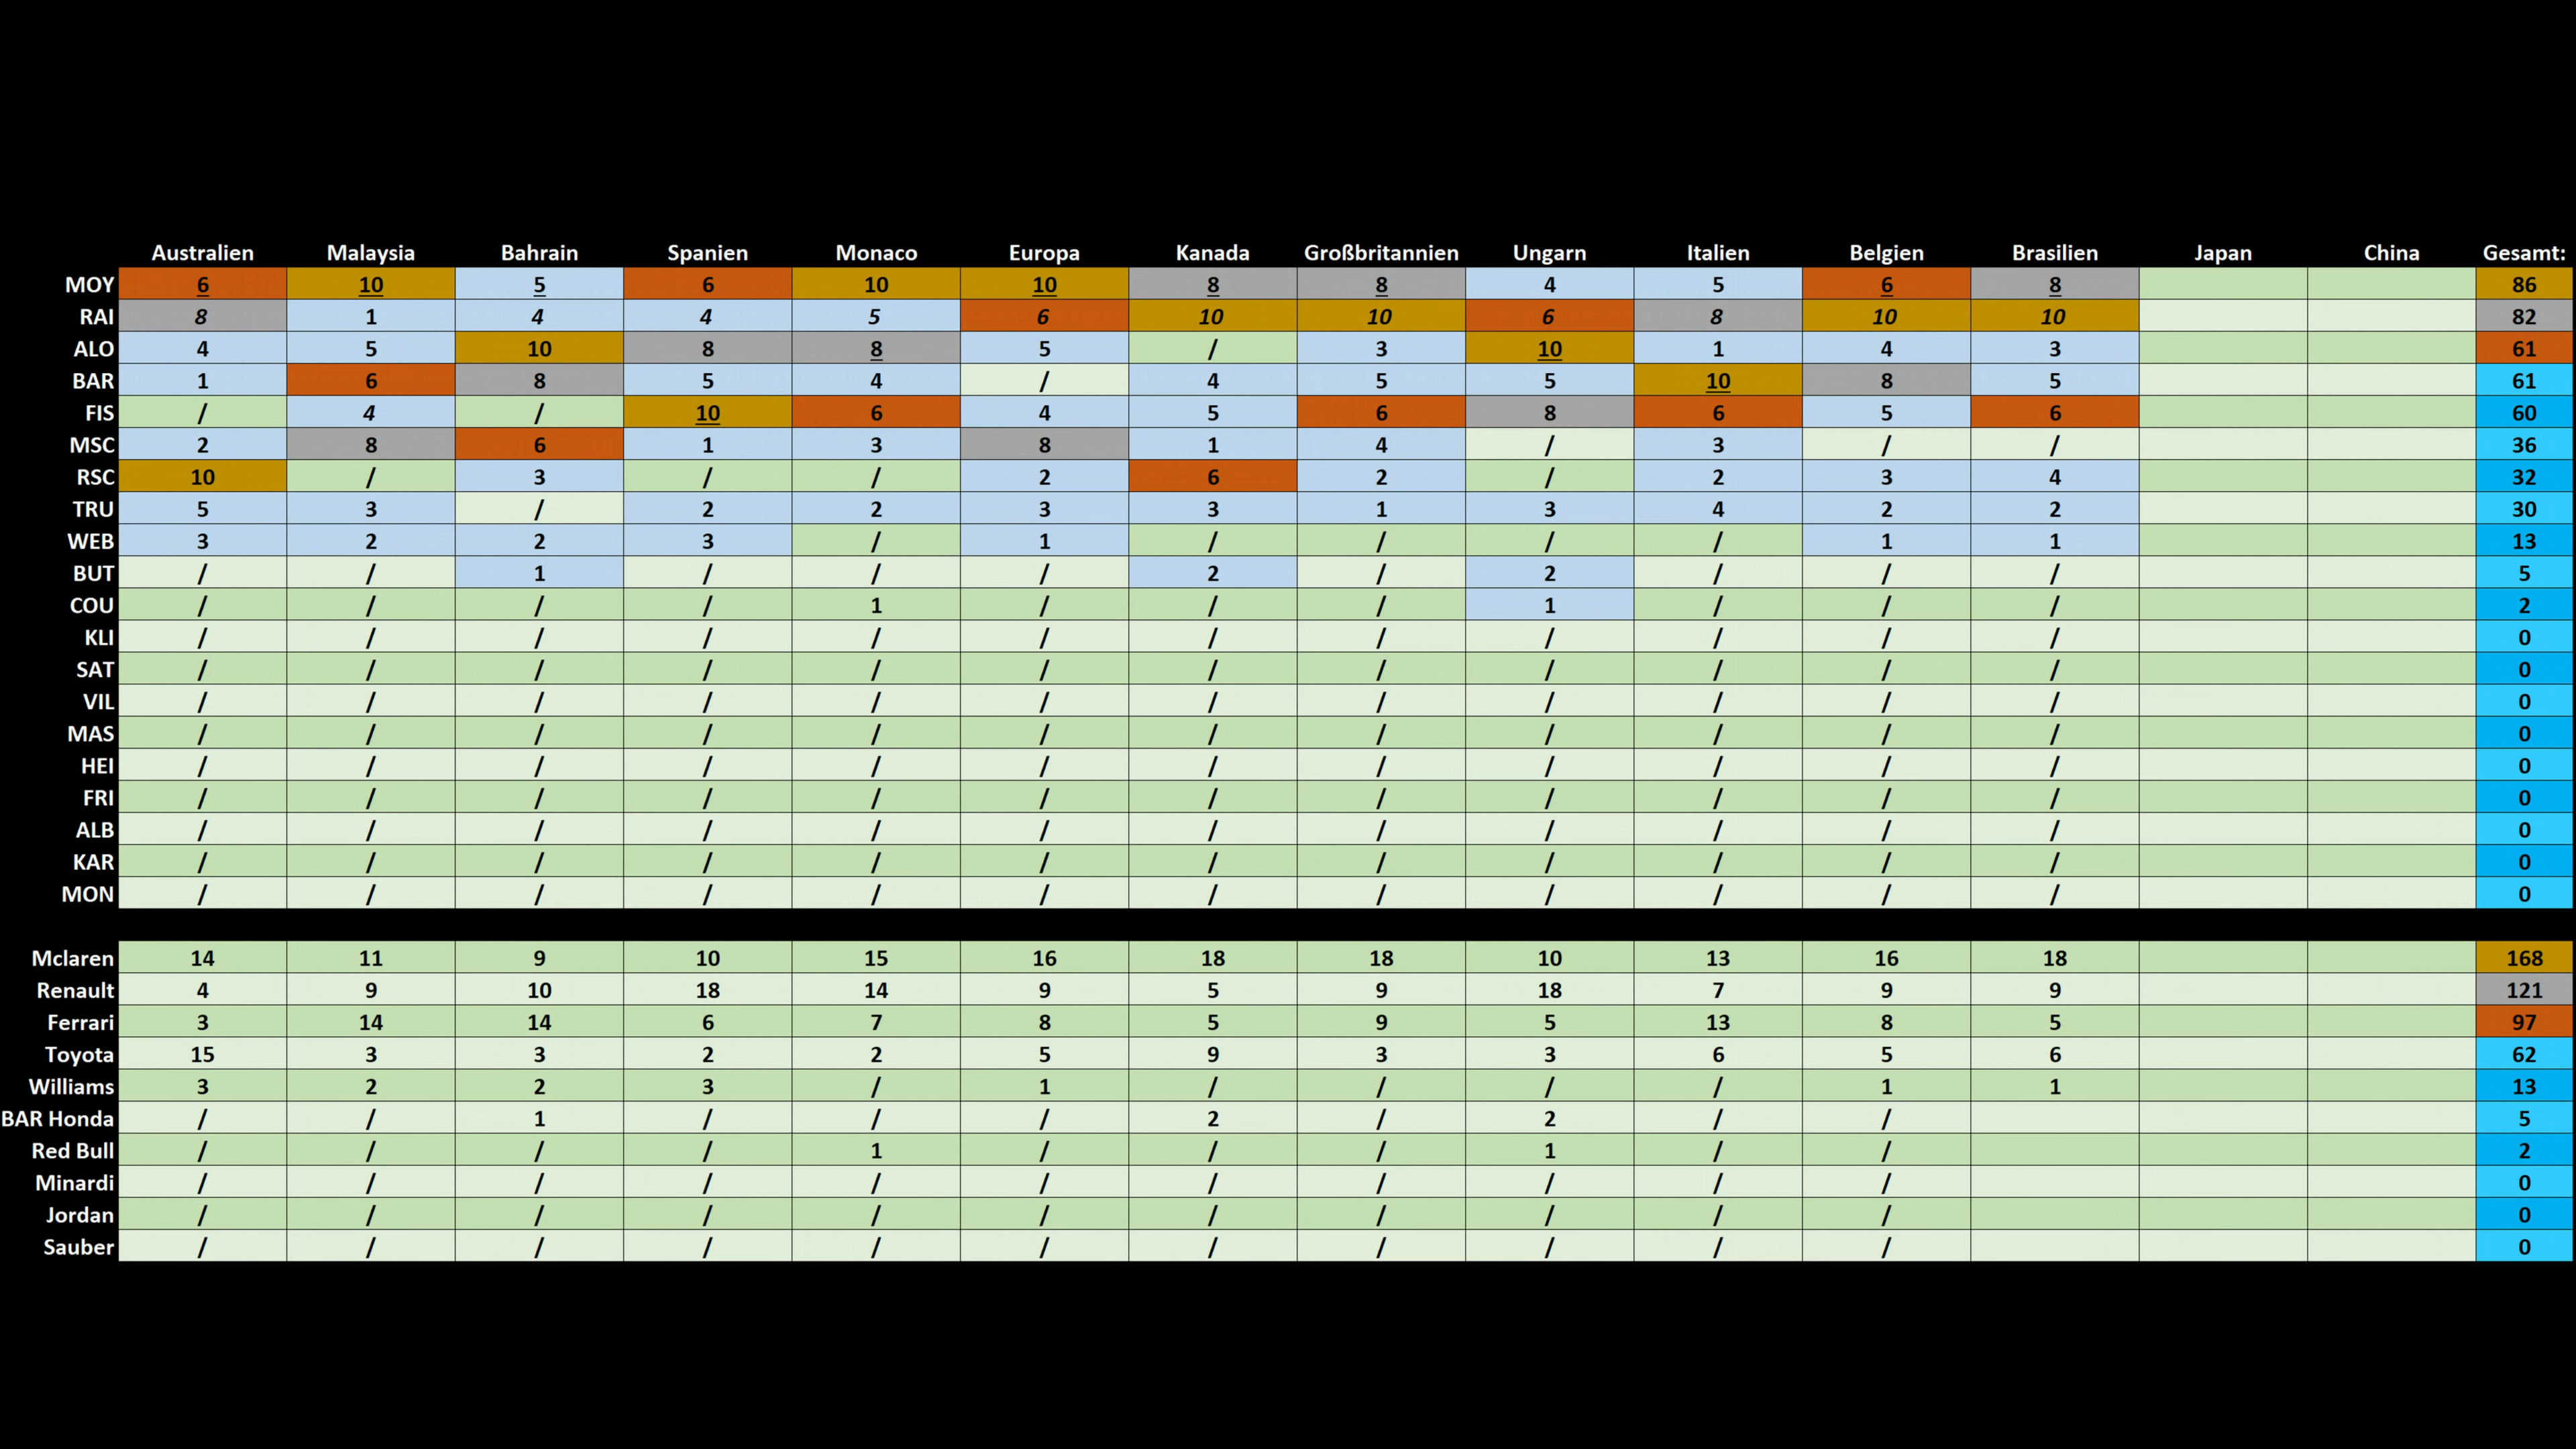 Australien Malaysia Bahrain Spanien Monaco Europa Kanada Großbritannien Ungarn Italien Belgien Brasilien Japan China Gesamt:
MOY 6 10 5 6 10 10 8 8 4 5 6 8 86
RAI 8 1 4 4 5 6 10 10 6 8 10 10 82
ALO 4 5 10 8 8 5 / 3 10 1 4 3 61
BAR 1 6 8 5 4 / 4 5 5 10 8 5 61
FIS / 4 / 10 6 4 5 6 8 6 5 6 60
MSC 2 8 6 1 3 8 1 4 / 3 / / 36
RSC 10 / 3 / / 2 6 2 / 2 3 4 32
TRU 5 3 / 2 2 3 3 1 3 4 2 2 30
WEB 3 2 2 3 / 1 / / / / 1 1 13
BUT / / 1 / / / 2 / 2 / / / 5
COU / / / / 1 / / / 1 / / / 2
KLI / / / / / / / / / / / / 0
SAT / / / / / / / / / / / / 0
VIL / / / / / / / / / / / / 0
MAS / / / / / / / / / / / / 0
HEI / / / / / / / / / / / / 0
FRI / / / / / / / / / / / / 0
ALB / / / / / / / / / / / / 0
KAR / / / / / / / / / / / / 0
MON / / / / / / / / / / / / 0
Mclaren 14 11 9 10 15 16 18 18 10 13 16 18 168
Renault 4 9 10 18 14 9 5 9 18 7 9 9 121
Ferrari 3 14 14 6 7 8 5 9 5 13 8 5 97
Toyota 15 3 3 2 2 5 9 3 3 6 5 6 62
Williams 3 2 2 3 / 1 / / / / 1 1 13
BAR Honda / / 1 / / / 2 / 2 / / 5
Red Bull / / / / 1 / / / 1 / / 2
Minardi / / / / / / / / / / / 0
Jordan / / / / / / / / / / / 0
Sauber / / / / / / / / / / / 0